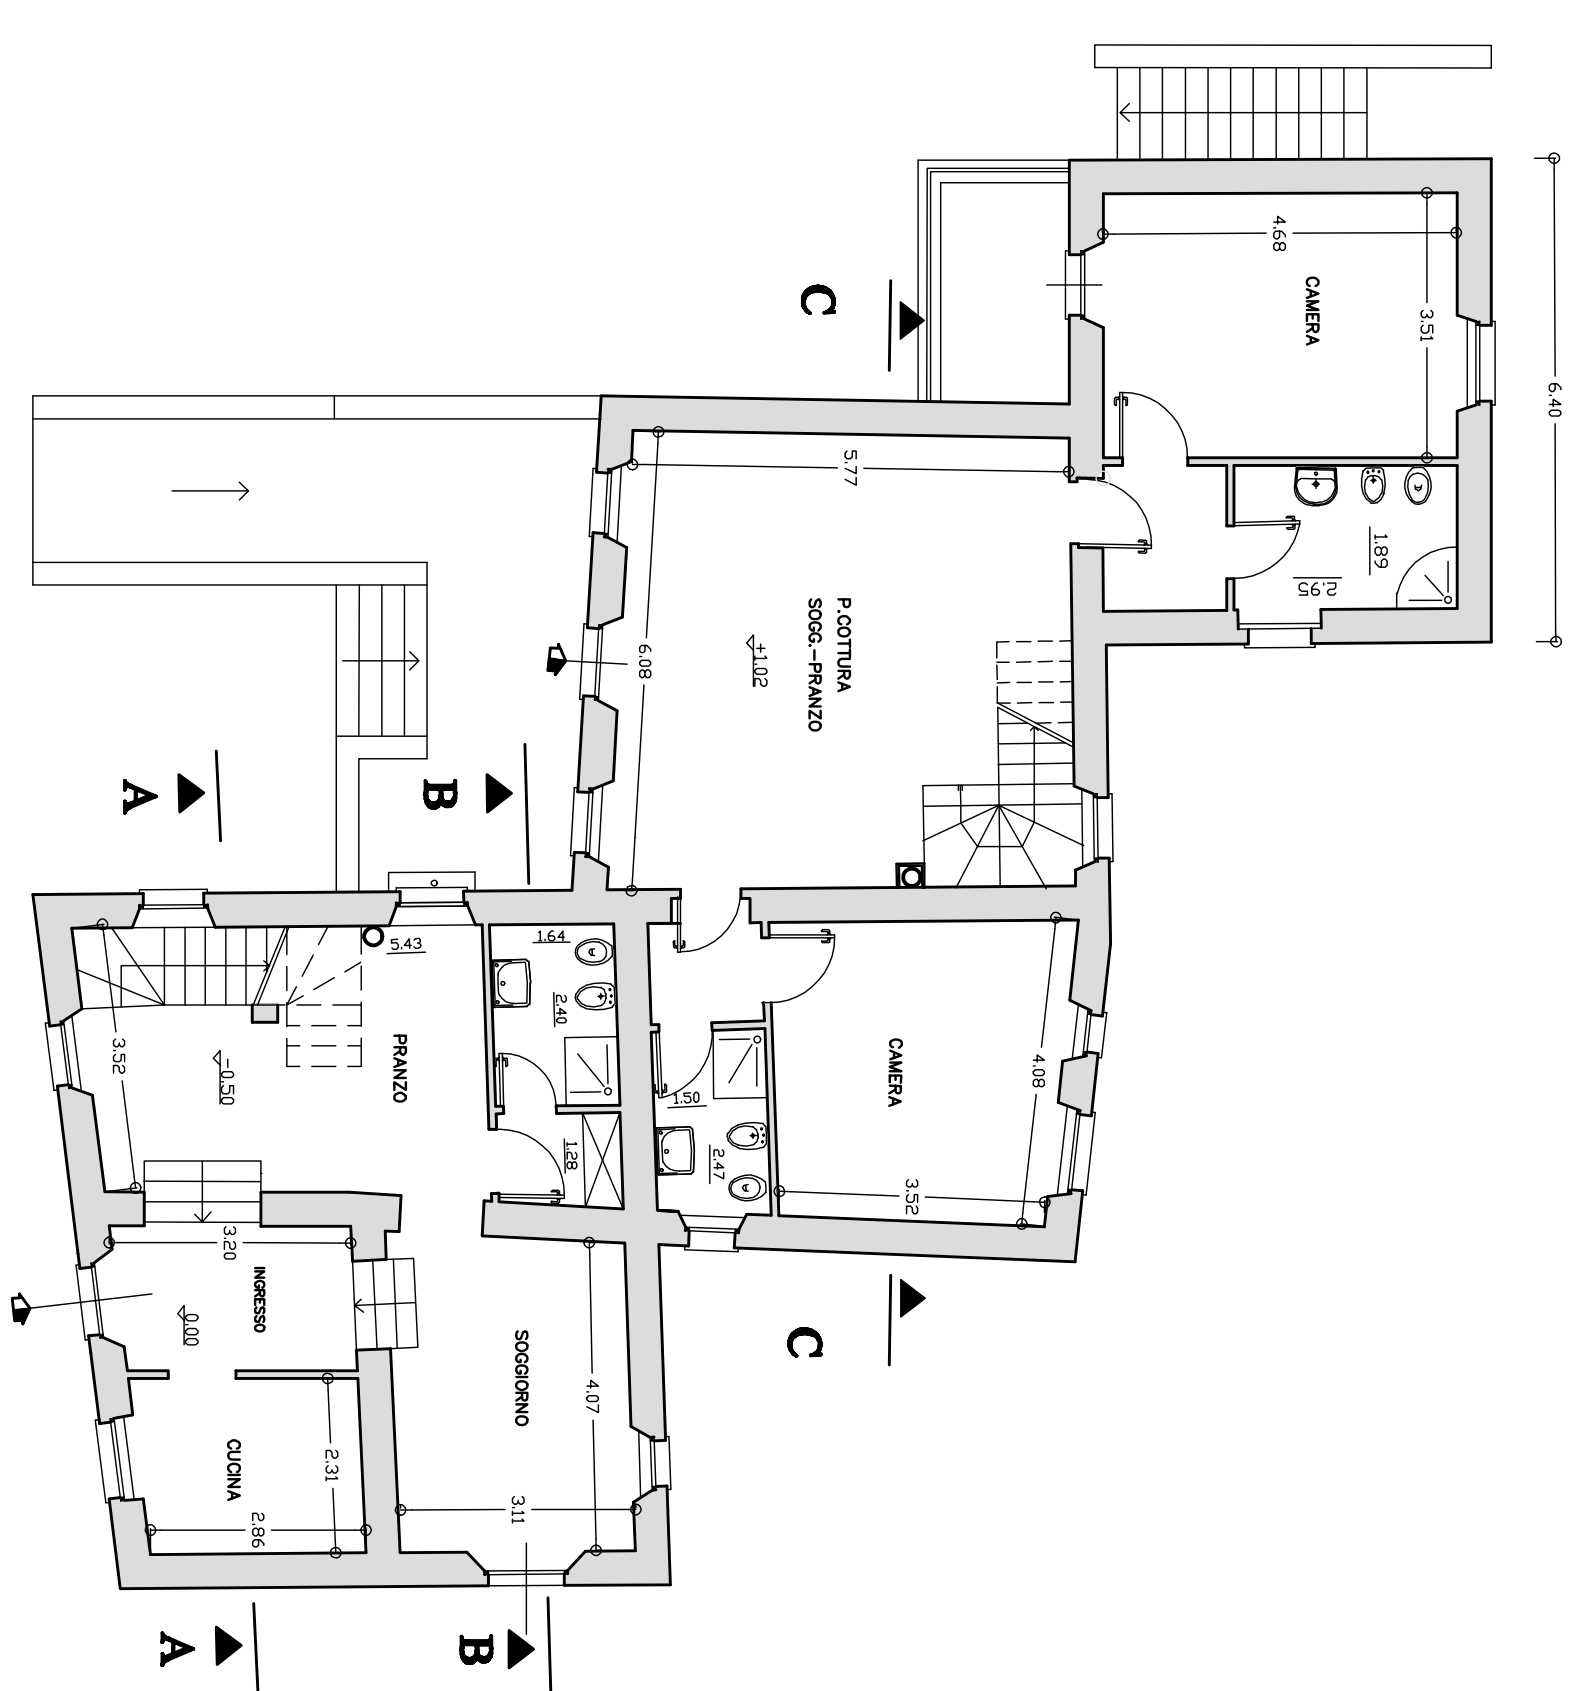 4.68
CAMERA
3.51
6.40
C
5.77
1.89
2.95
P.COTTURA
SOGG.-PRANZO
+1.02
6.08
A
B
5.43
1.64
2.40
PRANZO
3.52
-0.50
CAMERA
4.08
1.50
2.47
1.28
3.52
3.20
INGRESSO
0.00
C
SOGGIORNO
4.07
CUCINA
2.31
2.86
3.11
A
B